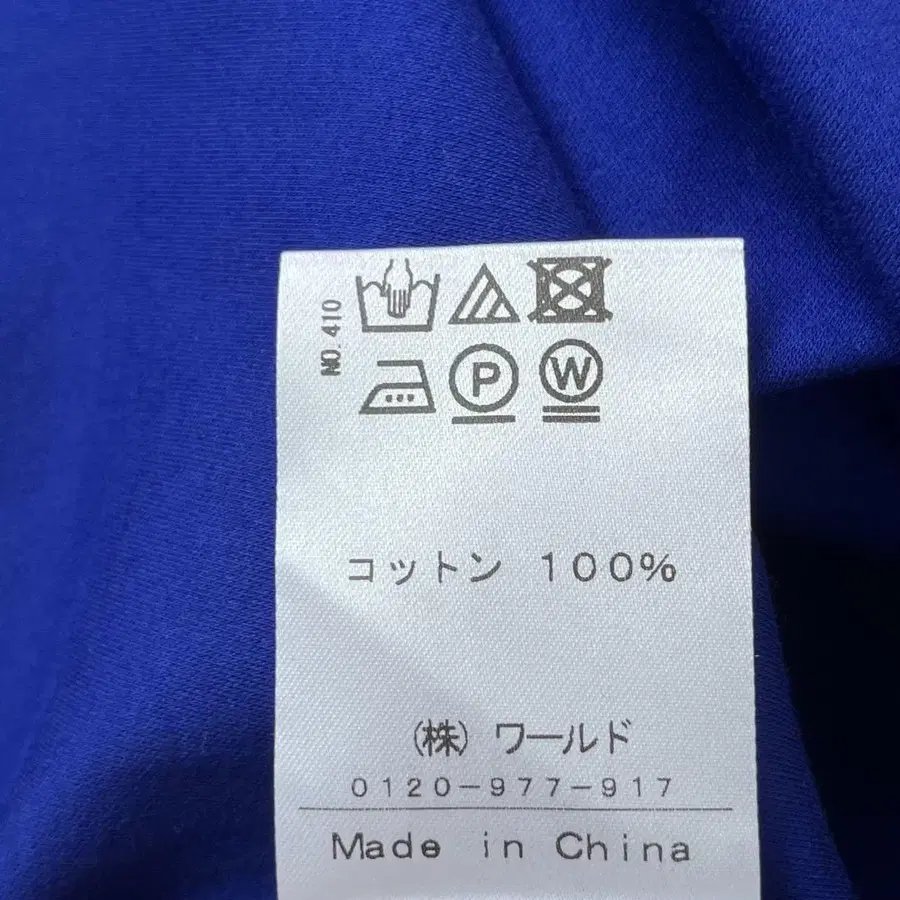 NO.410
P
W
コットン 100%
(株) ワールド
0120-977-917
Made in China